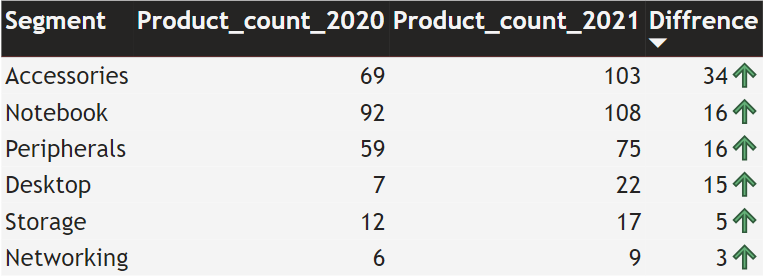 Segment Product_count_2020 Product_count_2021 Diffrence
Accessories 69 103 34
Notebook 92 108 16
Peripherals 59 75 16
Desktop 7 22 15
Storage 12 17 5
Networking 6 9 3